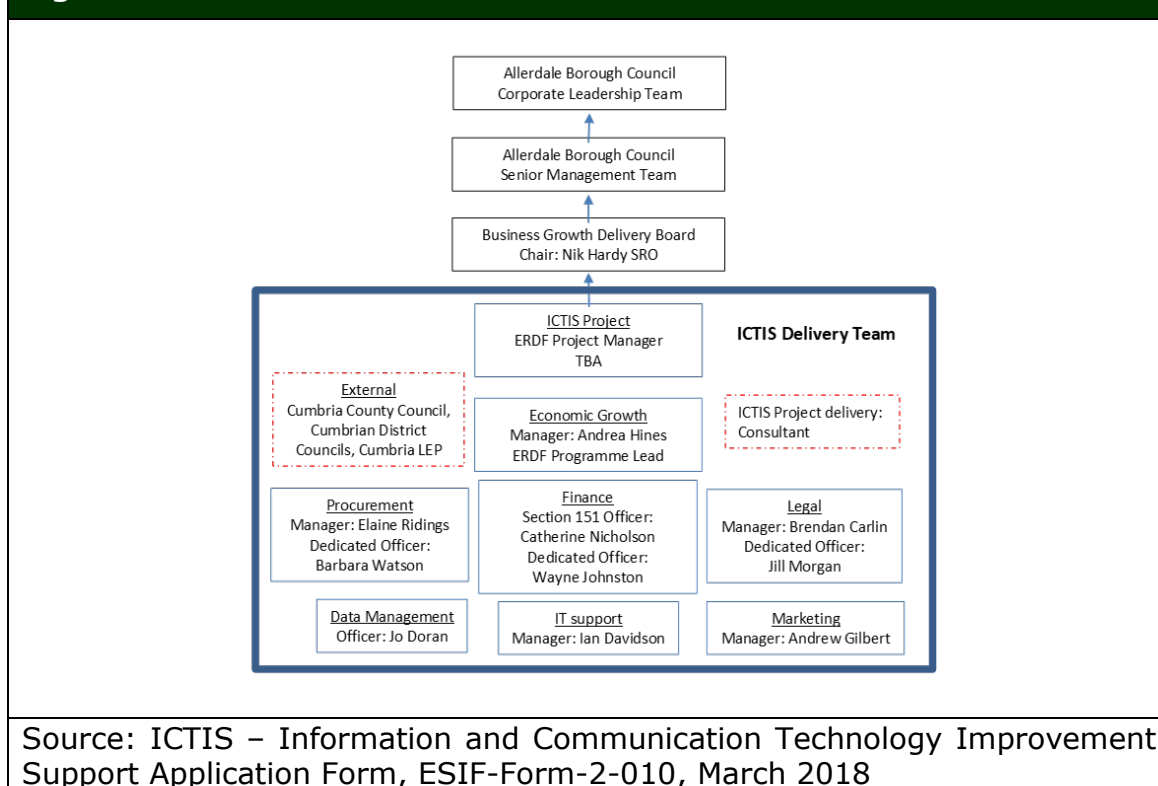 Allerdale Borough Council
Corporate Leadership Team
Allerdale Borough Council
Senior Management Team
Business Growth Delivery Board
Chair: Nik Hardy SRO
ICTIS Project
ERDF Project Manager
TBA
ICTIS Delivery Team
External
Cumbria County Council,
Cumbrian District
Councils, Cumbria LEP
Economic Growth
Manager: Andrea Hines
ERDF Programme Lead
ICTIS Project delivery:
Consultant
Procurement
Manager: Elaine Ridings
Dedicated Officer:
Barbara Watson
Finance
Section 151 Officer:
Catherine Nicholson
Dedicated Officer:
Wayne Johnston
Legal
Manager: Brendan Carlin
Dedicated Officer:
Jill Morgan
Data Management
Officer: Jo Doran
IT support
Manager: Ian Davidson
Marketing
Manager: Andrew Gilbert
Source: ICTIS – Information and Communication Technology Improvement
Support Application Form, ESIF-Form-2-010, March 2018